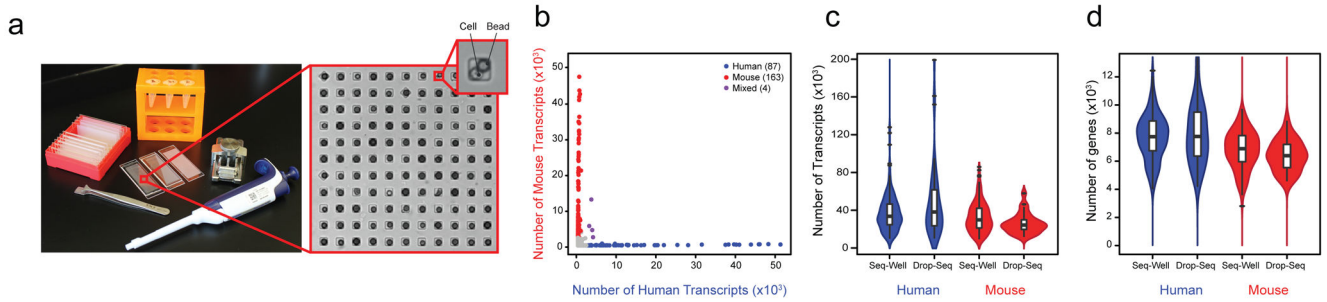 a
Cell
Bead
b
Number of Mouse Transcripts (x10³)
50
40
30
20
10
0
0
10
20
30
40
50
Number of Human Transcripts (x10³)
Human (87)
Mouse (163)
Mixed (4)
c
Number of Transcripts (x10³)
200
160
120
80
40
0
Seq-Well
Drop-Seq
Seq-Well
Drop-Seq
Human
Mouse
d
Number of genes (x10³)
12
10
8
6
4
2
0
Seq-Well
Drop-Seq
Seq-Well
Drop-Seq
Human
Mouse